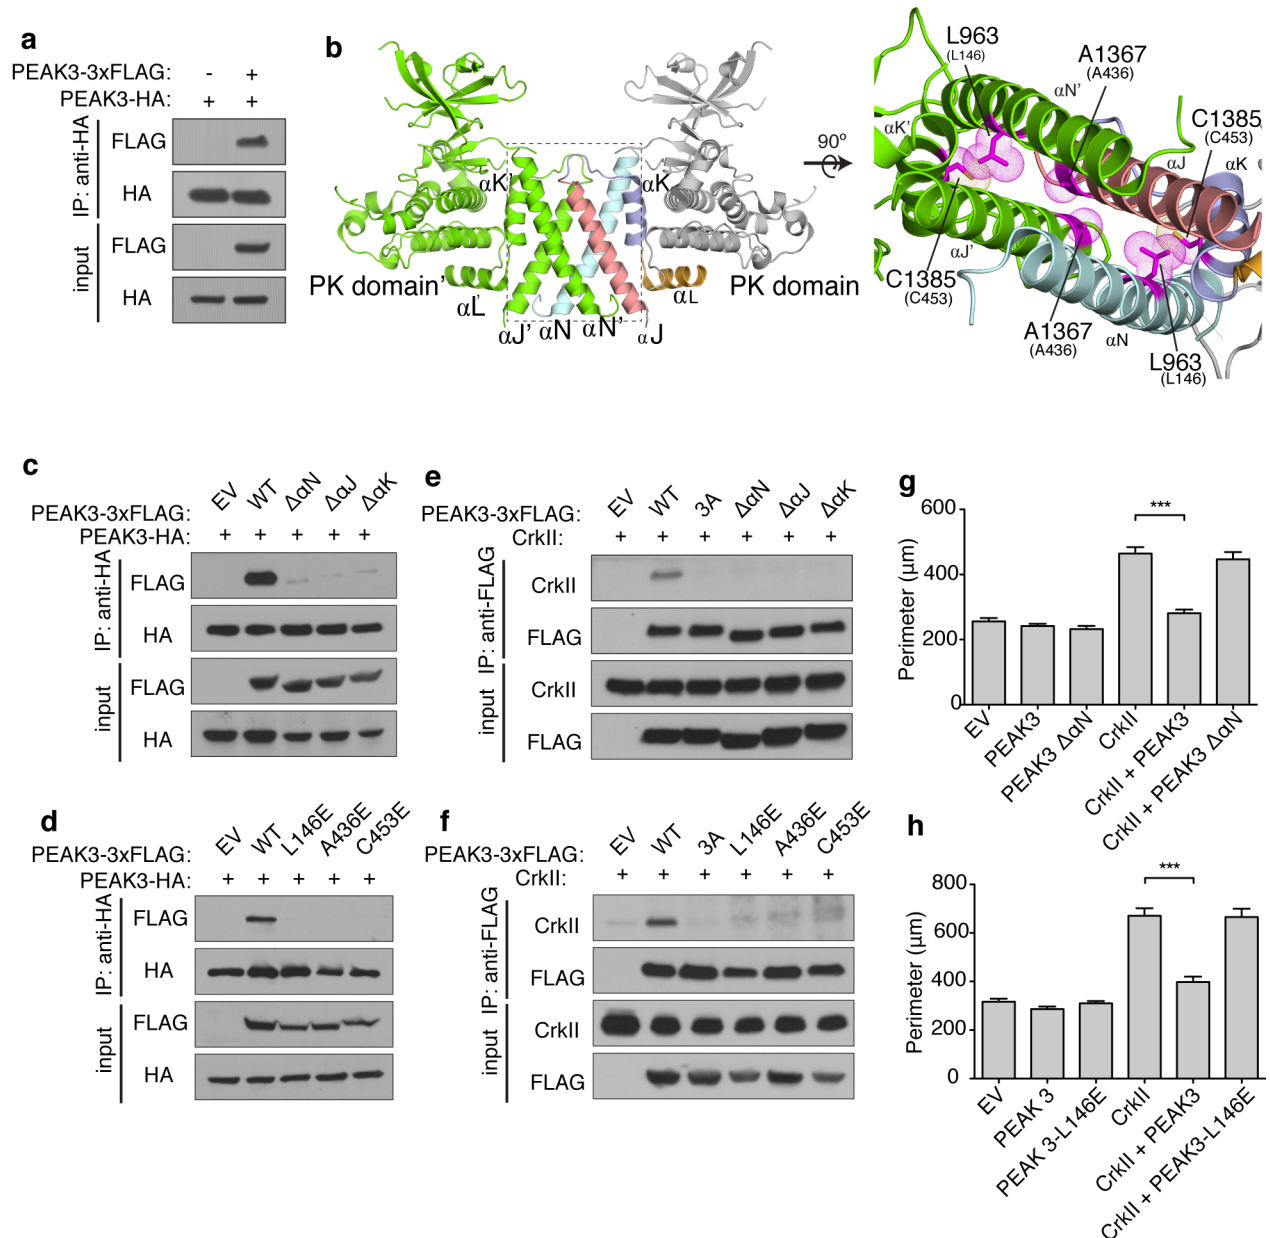 a
PEAK3-3xFLAG: - +
PEAK3-HA: + +
IP: anti-HA
FLAG
HA
input
FLAG
HA
b
αK
αK
PK domain'
PK domain
αL'
αL
αJ' αN αN' αJ
90º
L963
(L146)
A1367
(A436)
C1385
(C453)
αN'
αK'
αJ
αK
αJ'
C1385
(C453)
A1367
(A436)
αN
L963
(L146)
c
EV WT ΔαN ΔαJ ΔαK
PEAK3-3xFLAG:
PEAK3-HA: + + + + +
IP: anti-HA
FLAG
HA
input
FLAG
HA
d
EV WT L146E A436E C453E
PEAK3-3xFLAG:
PEAK3-HA: + + + + +
IP: anti-HA
FLAG
HA
input
FLAG
HA
e
EV WT 3A ΔαN ΔαJ ΔαK
PEAK3-3xFLAG:
CrkII: + + + + + +
IP: anti-FLAG
CrkII
FLAG
input
CrkII
FLAG
f
EV WT 3A L146E A436E C453E
PEAK3-3xFLAG:
CrkII: + + + + + +
IP: anti-FLAG
CrkII
FLAG
input
CrkII
FLAG
g
Perimeter (µm)
600
400
200
0
***
EV
PEAK3
PEAK3 ΔαN
CrkII
CrkII + PEAK3
CrkII + PEAK3 ΔαN
h
Perimeter (µm)
800
600
400
200
0
***
EV
PEAK 3
PEAK 3-L146E
CrkII
CrkII + PEAK3
CrkII + PEAK3-L146E